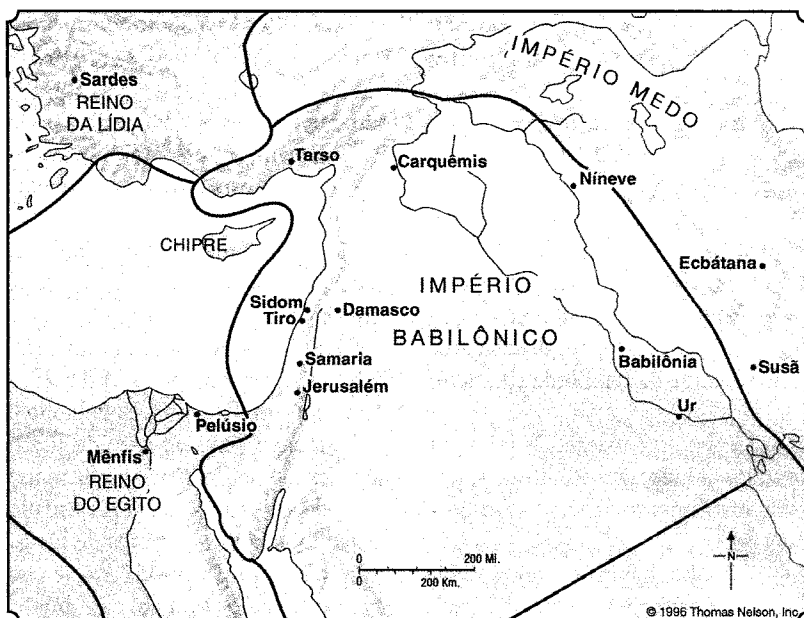 IMPÉRIO MEDO
Sardes
REINO
DA LÍDIA
Tarso
Carquêmis
Níneve
CHIPRE
Ecbátana
IMPÉRIO
BABILÔNICO
Sidom
Tiro
Damasco
Samaria
Jerusalém
Babilônia
Susã
Ur
Pelúsio
Mênfis
REINO
DO EGITO
0 200 Mi.
0 200 Km.
N
© 1996 Thomas Nelson, Inc